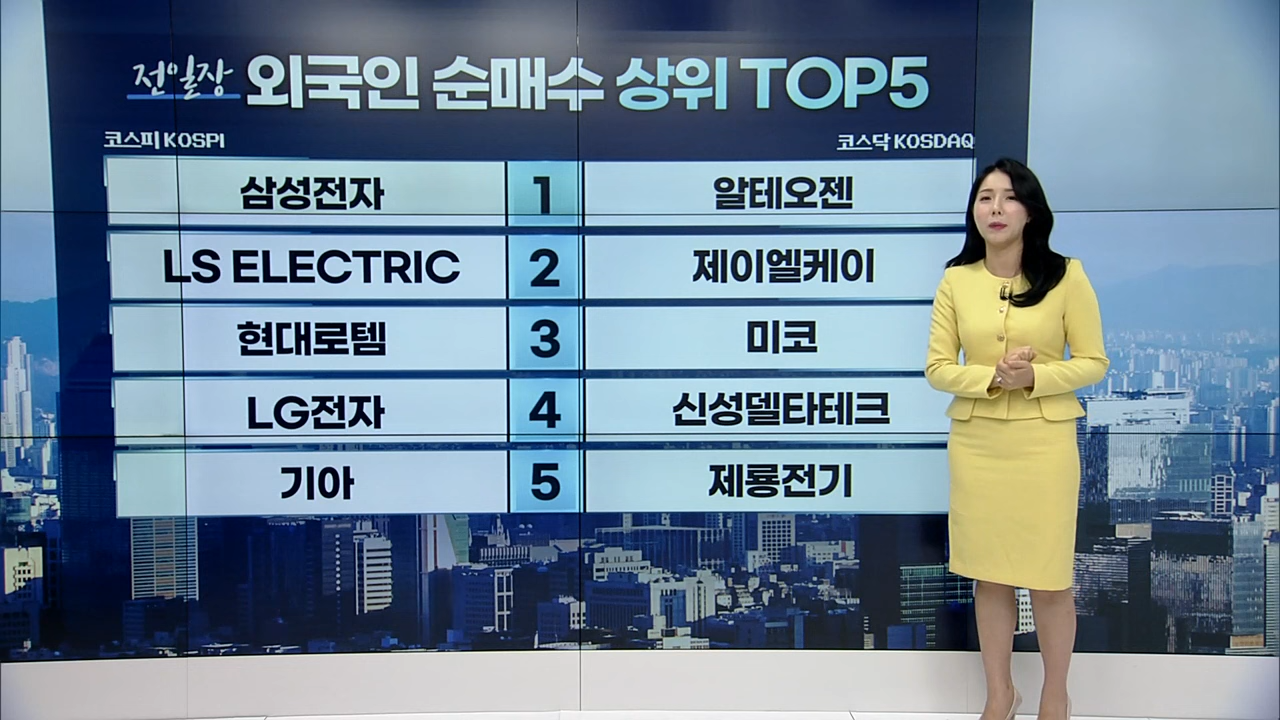 전일장 외국인 순매수 상위 TOP5
코스피 KOSPI 코스닥 KOSDAQ
삼성전자 1 알테오젠
LS ELECTRIC 2 제이엘케이
현대로템 3 미코
LG전자 4 신성델타테크
기아 5 제룡전기